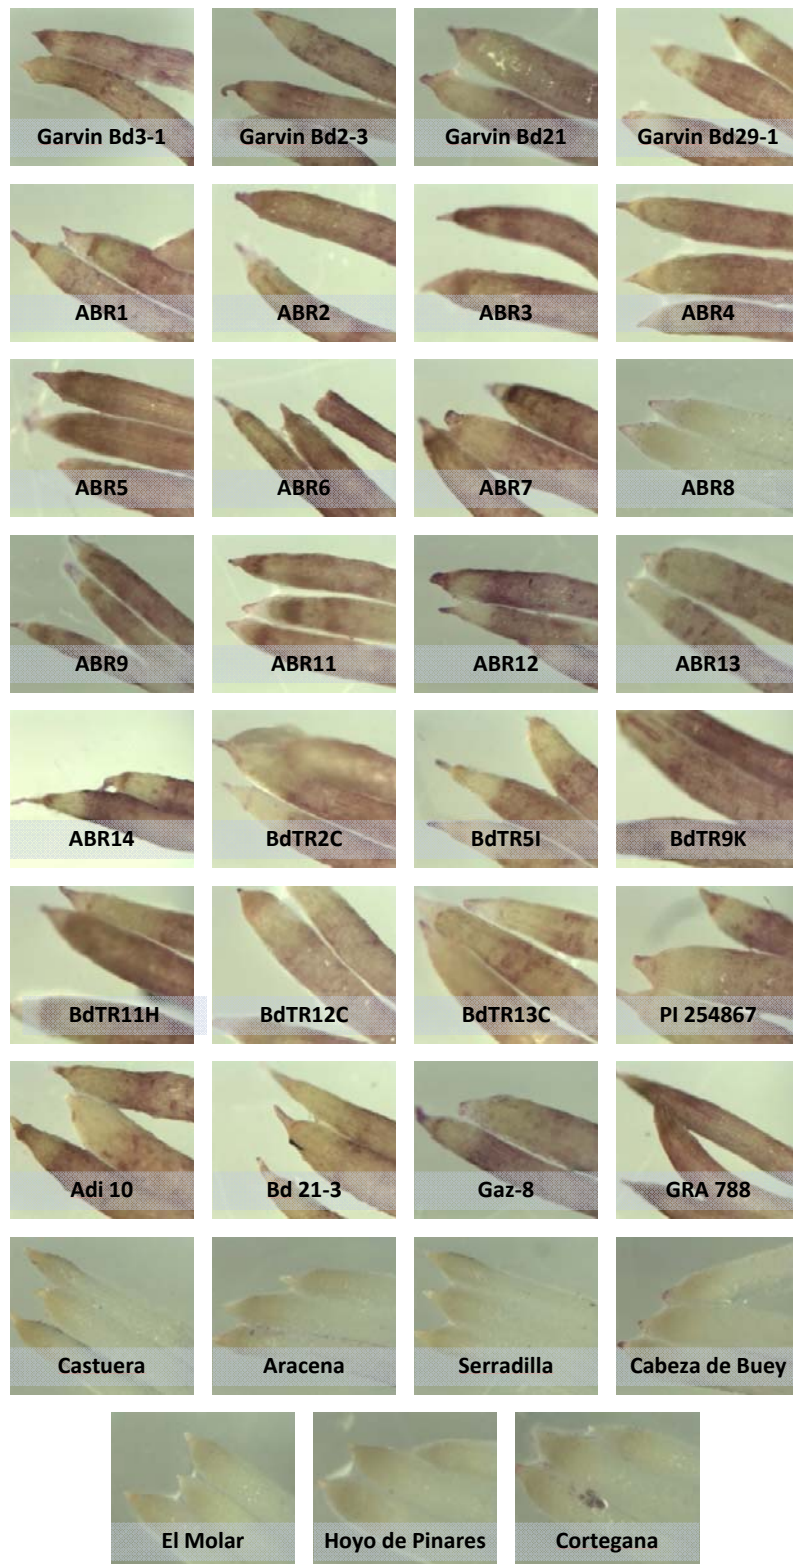 Garvin Bd3-1
Garvin Bd2-3
Garvin Bd21
Garvin Bd29-1
ABR1
ABR2
ABR3
ABR4
ABR5
ABR6
ABR7
ABR8
ABR9
ABR11
ABR12
ABR13
ABR14
BdTR2C
BdTR5I
BdTR9K
BdTR11H
BdTR12C
BdTR13C
PI 254867
Adi 10
Bd 21-3
Gaz-8
GRA 788
Castuera
Aracena
Serradilla
Cabeza de Buey
El Molar
Hoyo de Pinares
Cortegana